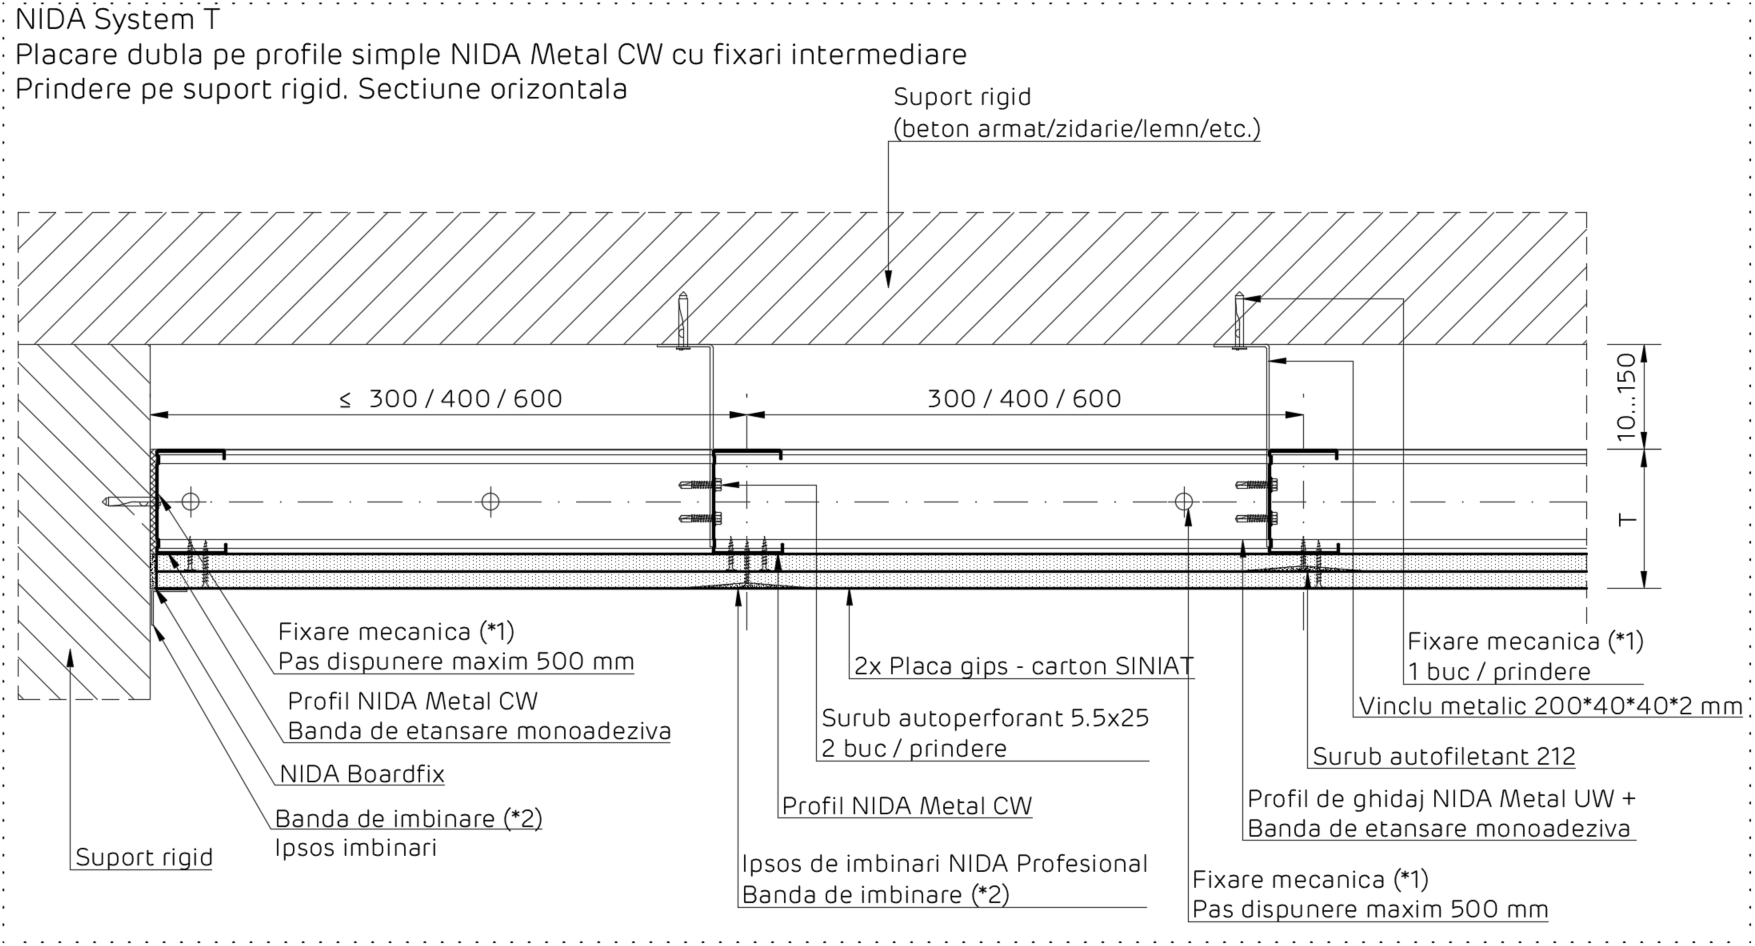 NIDA System T
Placare dubla pe profile simple NIDA Metal CW cu fixari intermediare
Prindere pe suport rigid. Sectiune orizontala
Suport rigid
(beton armat/zidarie/lemn/etc.)
≤ 300 / 400 / 600
300 / 400 / 600
10...150
T
Fixare mecanica (*1)
Pas dispunere maxim 500 mm
Profil NIDA Metal CW
Banda de etansare monoadeziva
NIDA Boardfix
Banda de imbinare (*2)
Ipsos imbinari
Suport rigid
2x Placa gips - carton SINIAT
Surub autoperforant 5.5x25
2 buc / prindere
Profil NIDA Metal CW
Ipsos de imbinari NIDA Profesional
Banda de imbinare (*2)
Fixare mecanica (*1)
1 buc / prindere
Vinclu metalic 200*40*40*2 mm
Surub autofiletant 212
Profil de ghidaj NIDA Metal UW +
Banda de etansare monoadeziva
Fixare mecanica (*1)
Pas dispunere maxim 500 mm